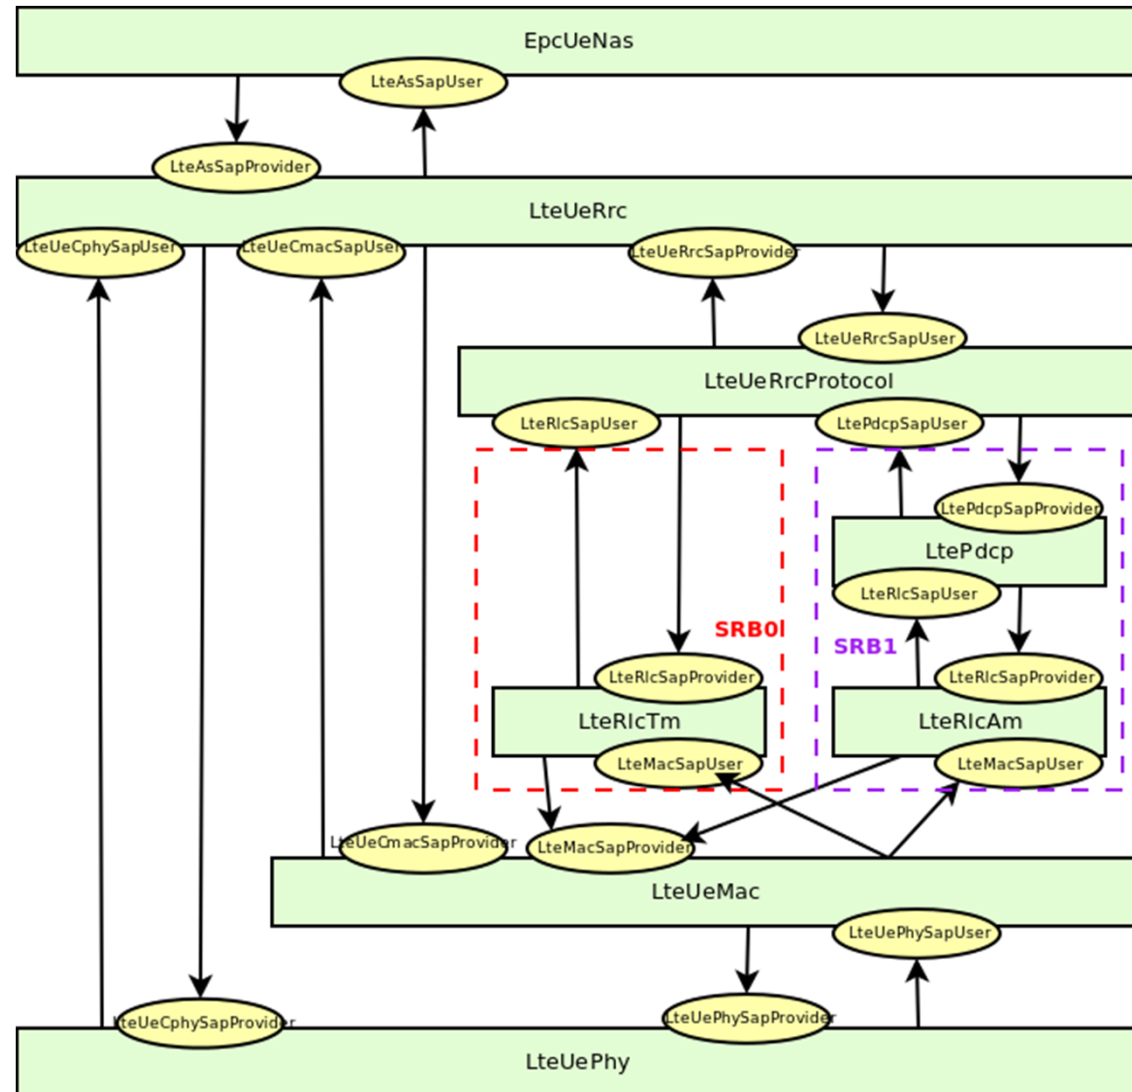 EpcUeNas
LteAsSapUser
LteAsSapProvider
LteUeRrc
LteUeCphySapUser
LteUeCmacSapUser
LteUeRrcSapProvider
LteUeRrcSapUser
LteUeRrcProtocol
LteRlcSapUser
LtePdcpSapUser
LtePdcpSapProvider
LtePdcp
LteRlcSapUser
SRB0
SRB1
LteRlcSapProvider
LteRlcSapProvider
LteRlcTm
LteRlcAm
LteMacSapUser
LteMacSapUser
LteUeCmacSapProvider
LteMacSapProvider
LteUeMac
LteUePhySapUser
LteUeCphySapProvider
LteUePhySapProvider
LteUePhy